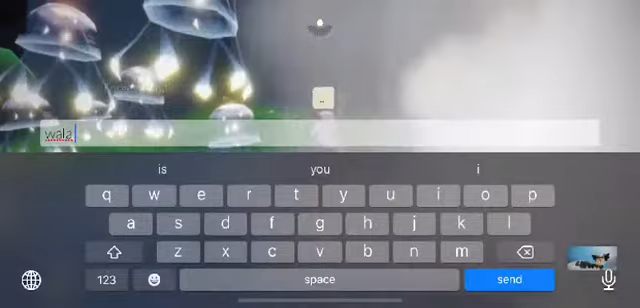 ..
wala
is you i
q w e r t y u i o p
a s d f g h j k l
z x c v b n m
123 space send